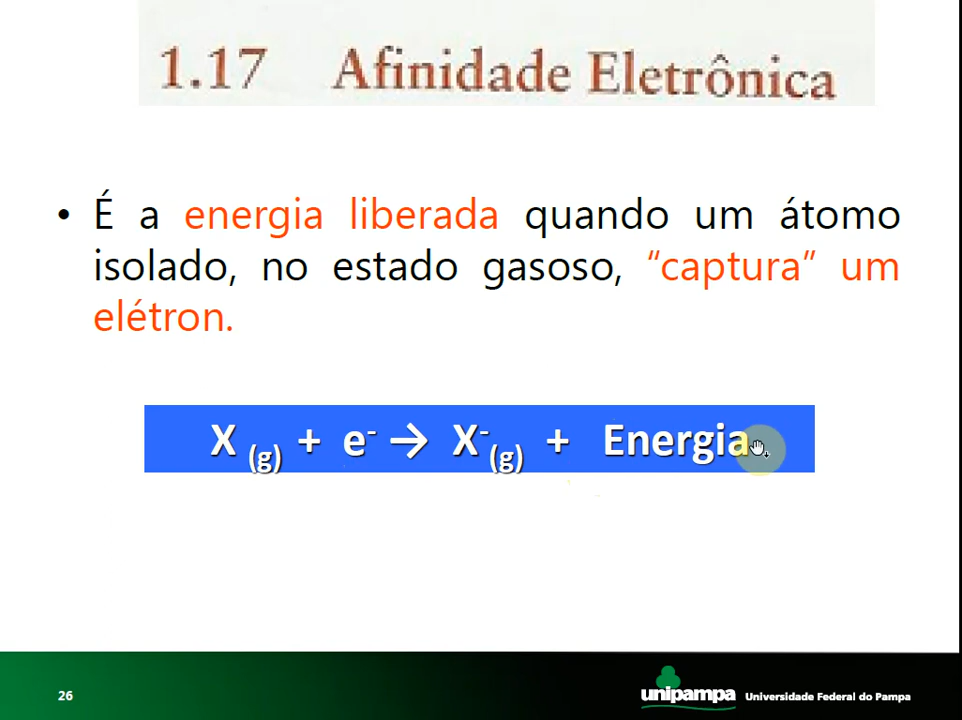 1.17 Afinidade Eletrônica
• É a energia liberada quando um átomo
isolado, no estado gasoso, “captura” um
elétron.
X (g) + e⁻ → X⁻(g) + Energia
26
unipampa Universidade Federal do Pampa